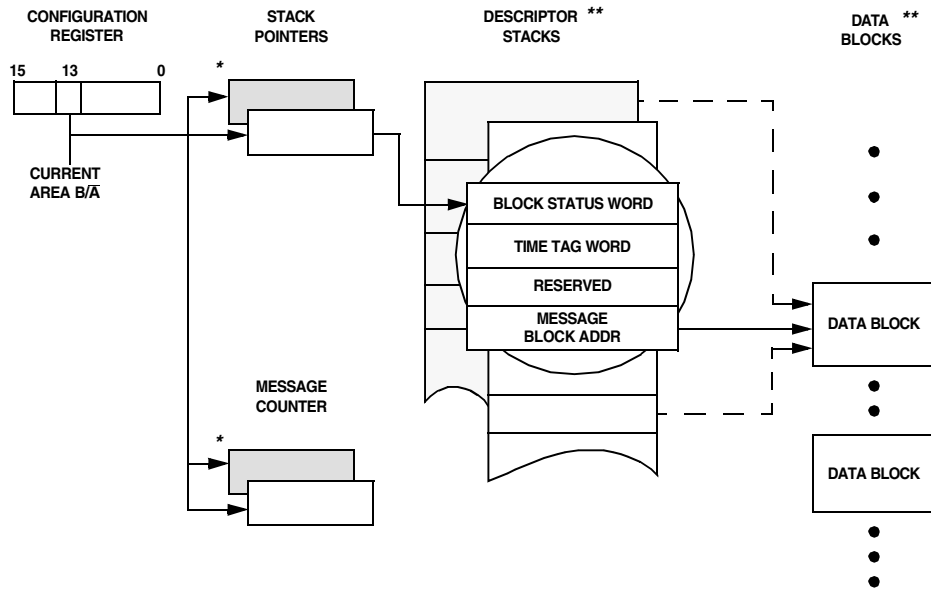 CONFIGURATION
REGISTER
15 13 0
CURRENT
AREA B/A̅
STACK
POINTERS
*
MESSAGE
COUNTER
*
DESCRIPTOR **
STACKS
BLOCK STATUS WORD
TIME TAG WORD
RESERVED
MESSAGE
BLOCK ADDR
DATA **
BLOCKS
DATA BLOCK
DATA BLOCK